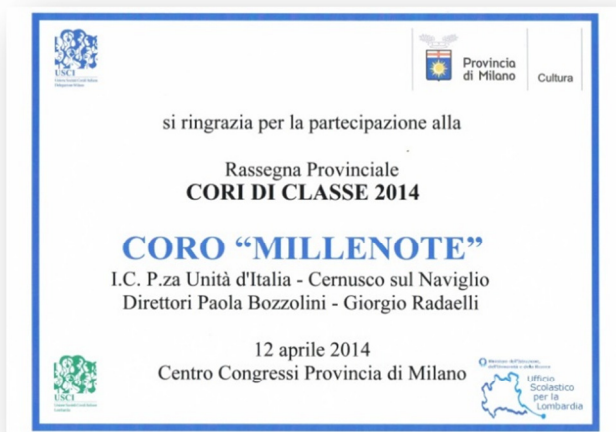 USCI
Provincia
di Milano
Cultura
si ringrazia per la partecipazione alla
Rassegna Provinciale
CORI DI CLASSE 2014
CORO “MILLENOTE”
I.C. P.za Unità d'Italia - Cernusco sul Naviglio
Direttori Paola Bozzolini - Giorgio Radaelli
12 aprile 2014
Centro Congressi Provincia di Milano
USCI
Ufficio
Scolastico
per la
Lombardia